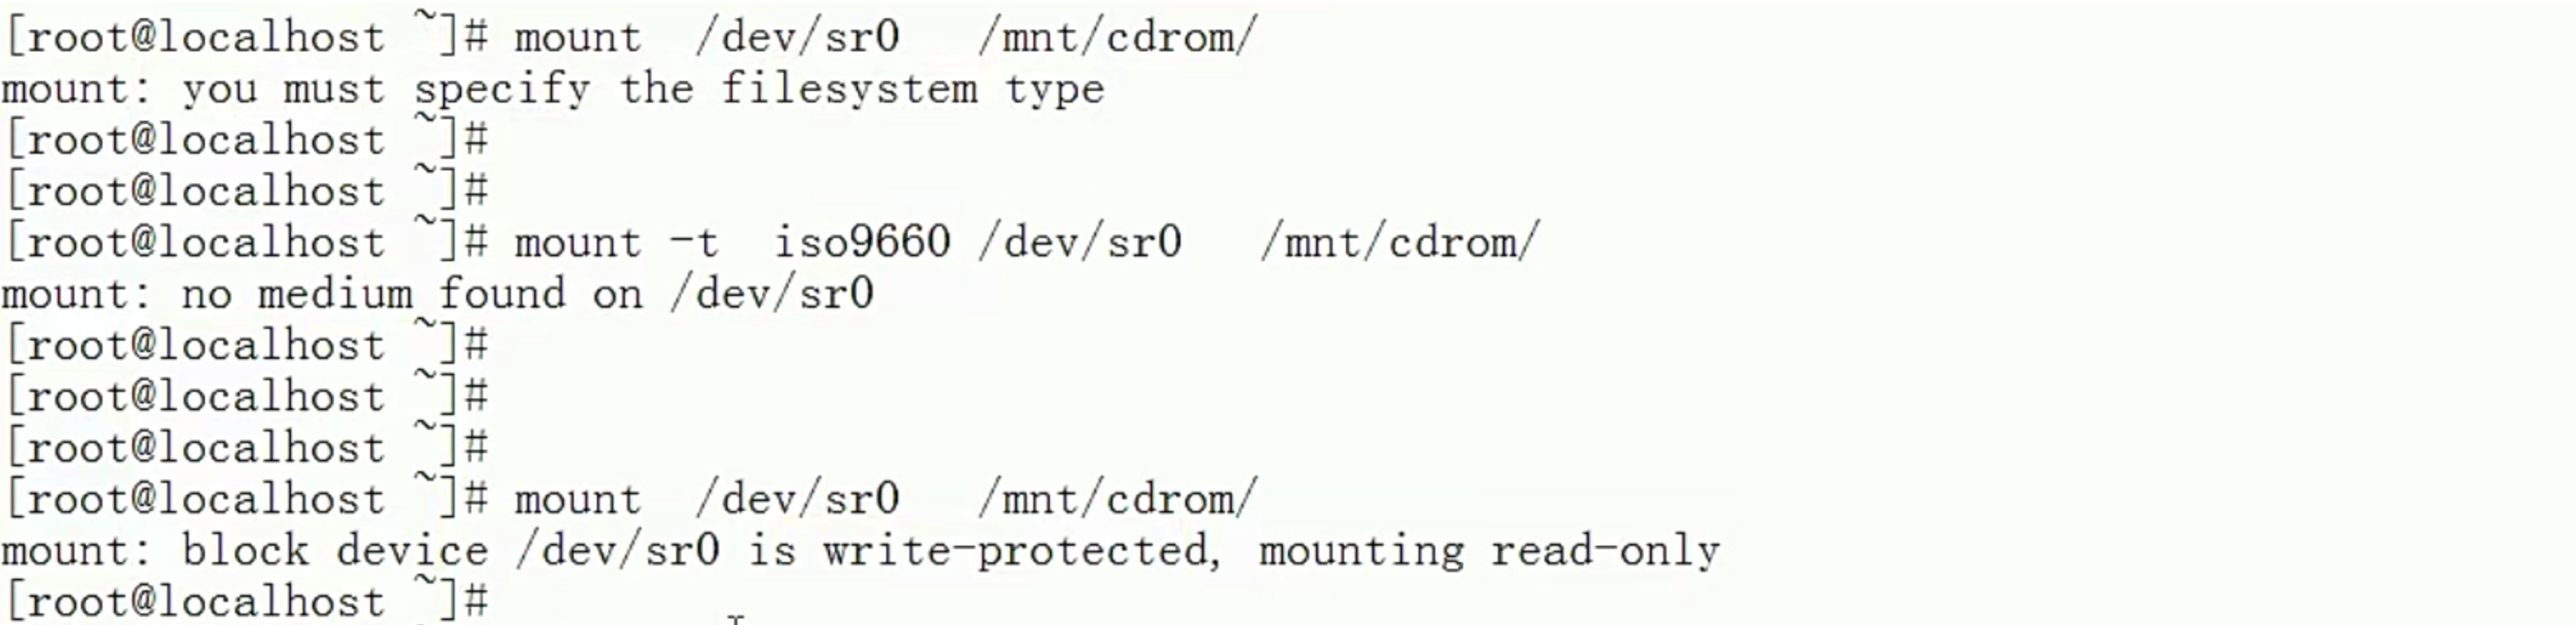 [root@localhost ~]# mount  /dev/sr0   /mnt/cdrom/
mount: you must specify the filesystem type
[root@localhost ~]#
[root@localhost ~]#
[root@localhost ~]# mount -t  iso9660 /dev/sr0   /mnt/cdrom/
mount: no medium found on /dev/sr0
[root@localhost ~]#
[root@localhost ~]#
[root@localhost ~]#
[root@localhost ~]# mount  /dev/sr0   /mnt/cdrom/
mount: block device /dev/sr0 is write-protected, mounting read-only
[root@localhost ~]#